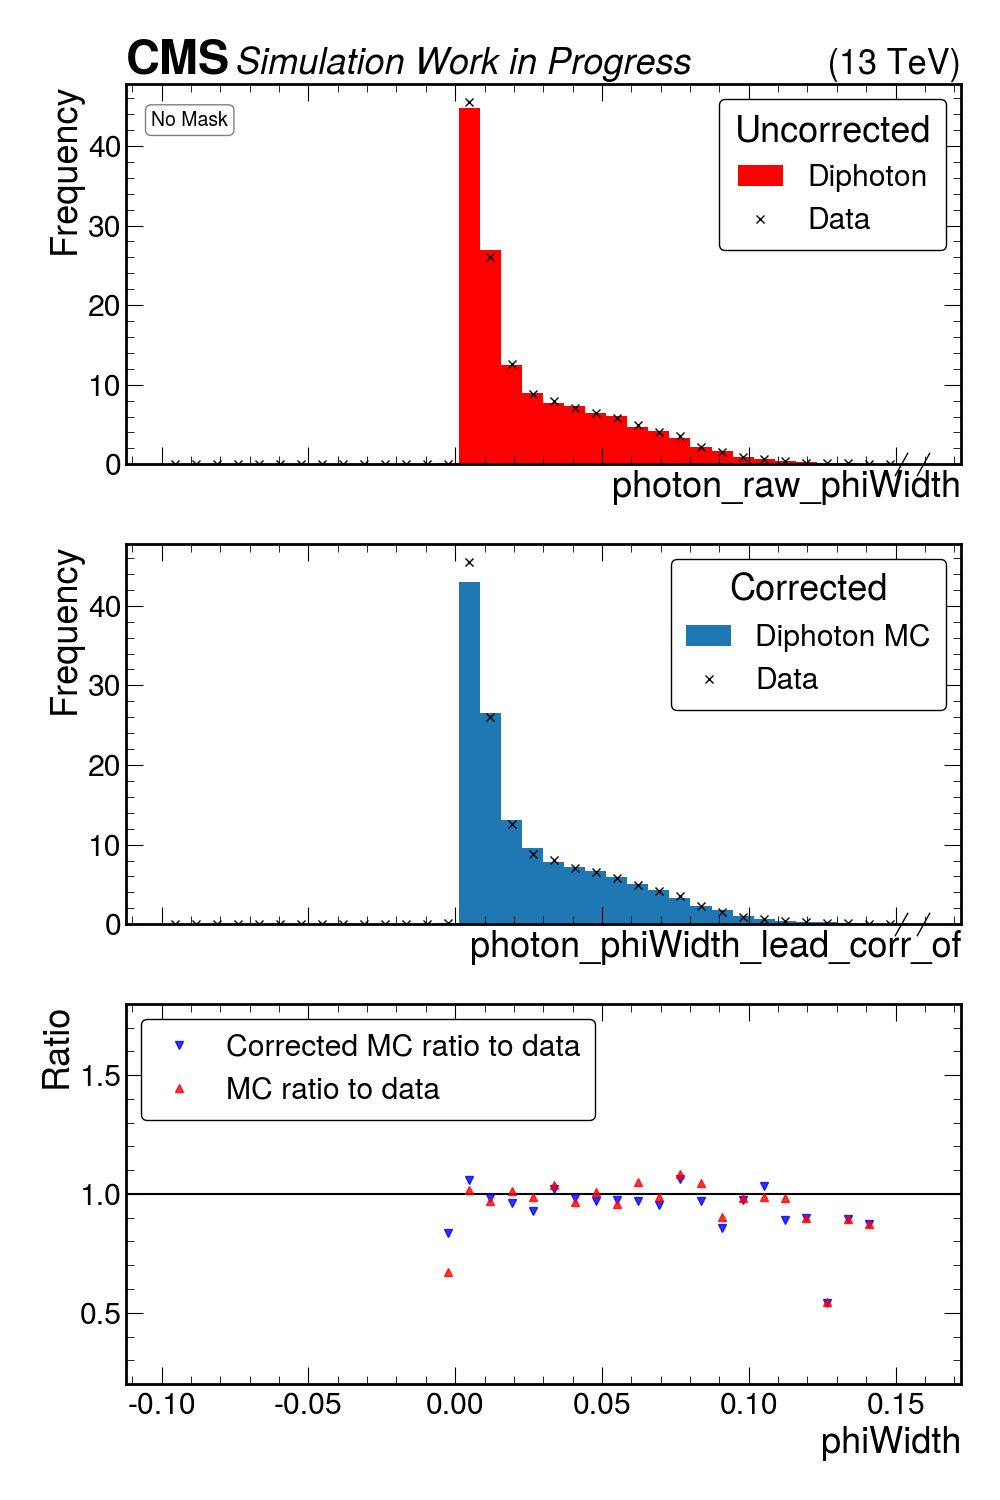 CMS Simulation Work in Progress (13 TeV)
No Mask
Frequency
40
30
20
10
0
Uncorrected
Diphoton
Data
photon_raw_phiWidth
Frequency
40
30
20
10
0
Corrected
Diphoton MC
Data
photon_phiWidth_lead_corr_of
Ratio
1.5
1.0
0.5
Corrected MC ratio to data
MC ratio to data
-0.10 -0.05 0.00 0.05 0.10 0.15
phiWidth